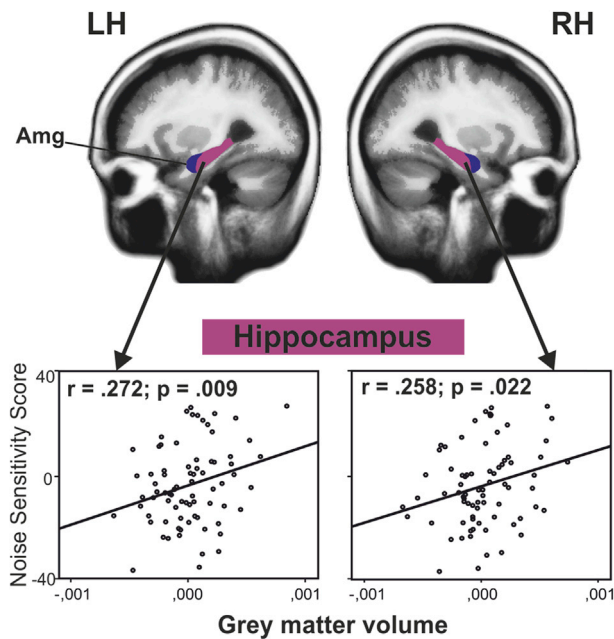 LH
RH
Amg
Hippocampus
r = .272; p = .009
r = .258; p = .022
Noise Sensitivity Score
40
0
-40
-,001
,000
,001
-,001
,000
,001
Grey matter volume